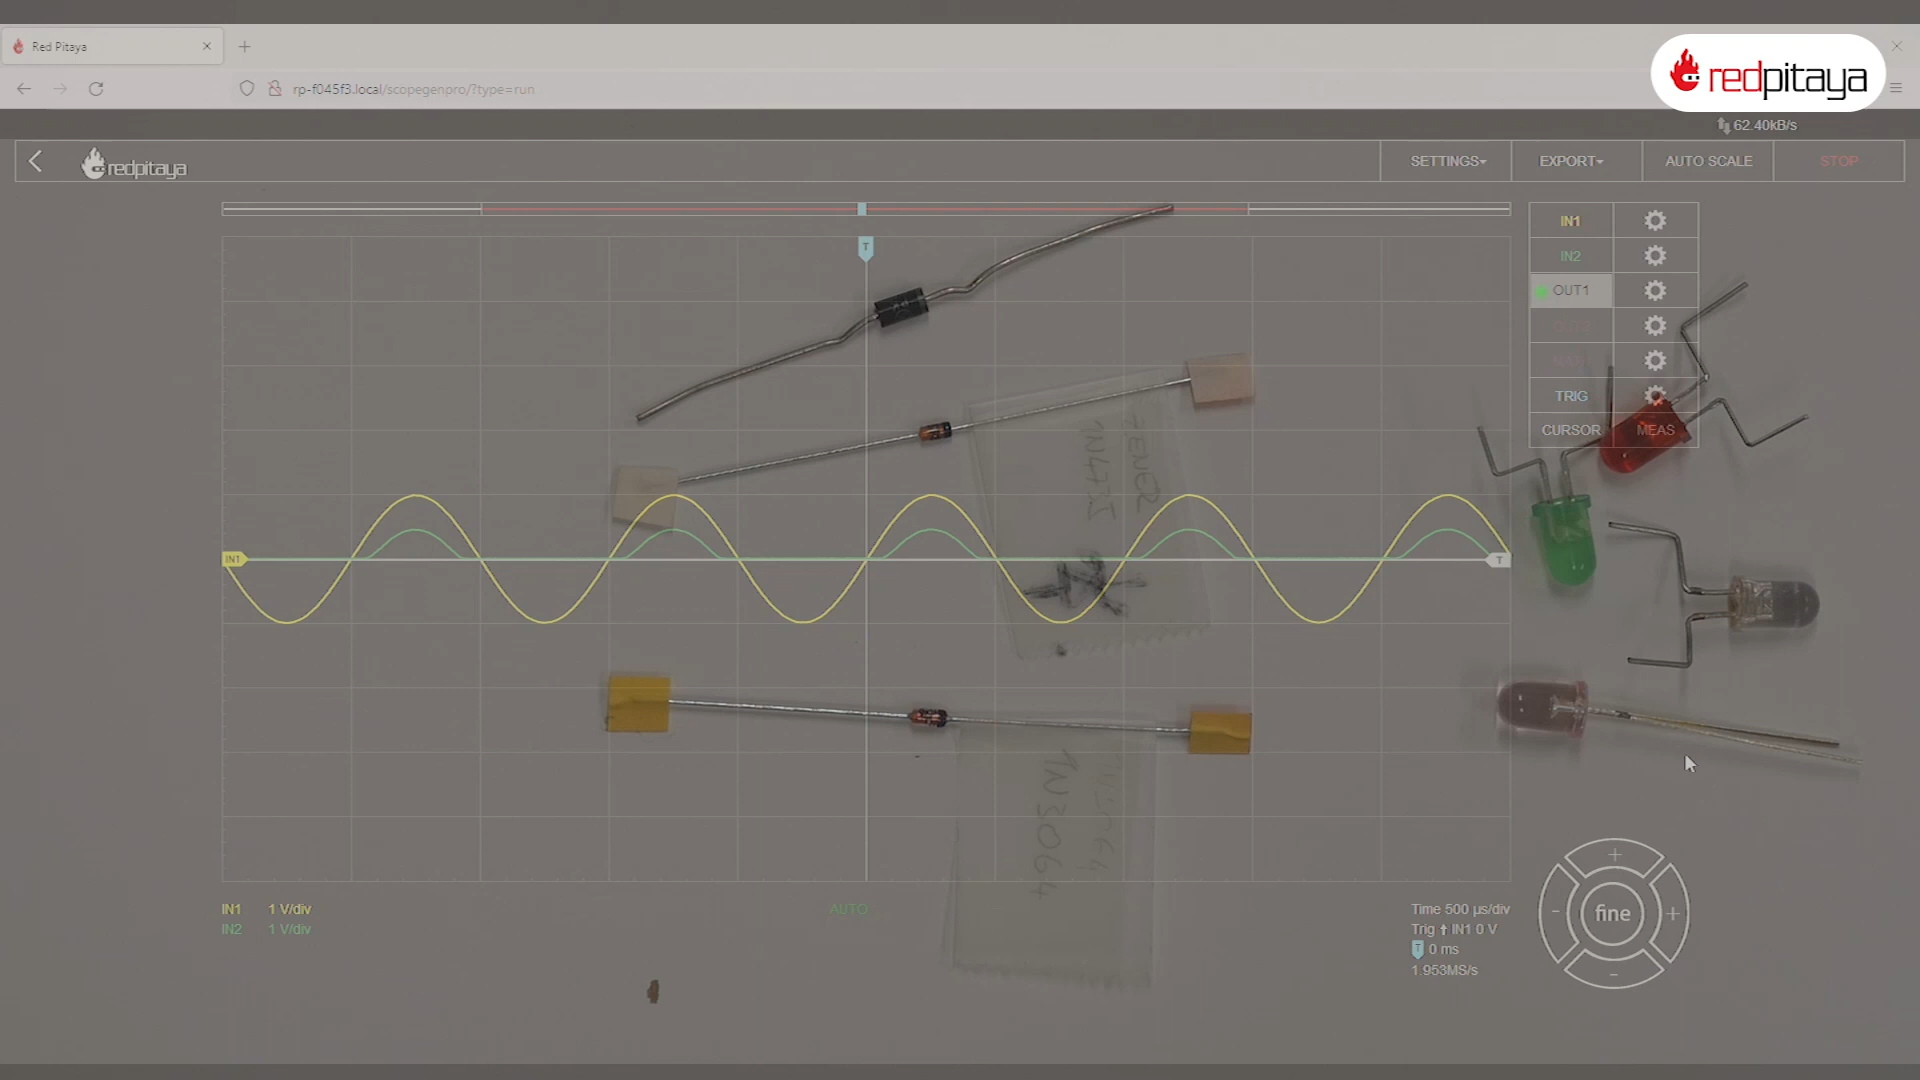 Red Pitaya
rp-f045f3.local/scopegenpro/?type=run
redpitaya
62.40kB/s
redpitaya
SETTINGS
EXPORT
AUTO SCALE
STOP
T
IN1
IN2
OUT1
TRIG
CURSOR MEAS
ZENER
1N4735
IN1
T
1N3064
1N3064
IN1 1 V/div
IN2 1 V/div
AUTO
Time 500 µs/div
Trig IN1 0 V
T 0 ms
1.953MS/s
fine